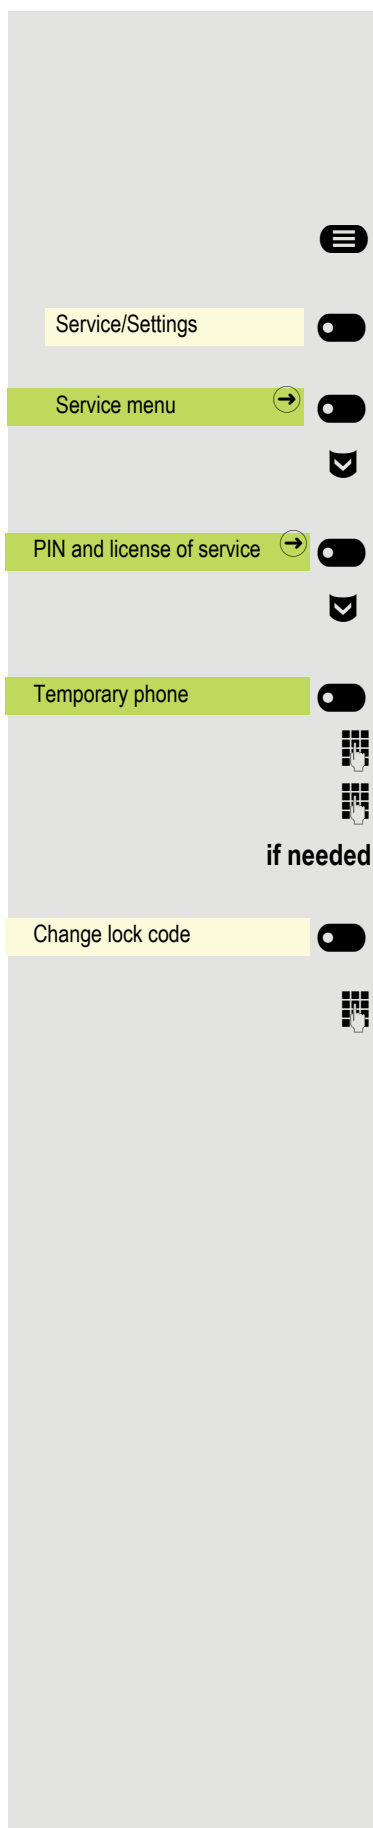 Service/Settings
Service menu
PIN and license of service
Temporary phone
if needed
Change lock code